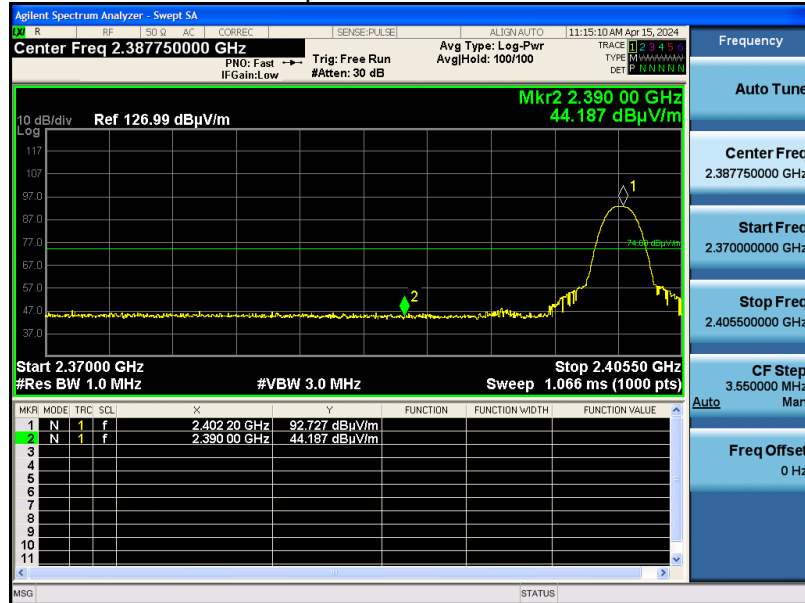 Agilent Spectrum Analyzer - Swept SA
LXI R RF 50 Ω AC CORREC SENSE:PULSE ALIGN AUTO 11:15:10 AM Apr 15, 2024
Center Freq 2.387750000 GHz
PNO: Fast
IFGain:Low
Trig: Free Run
#Atten: 30 dB
Avg Type: Log-Pwr
Avg|Hold: 100/100
TRACE 1 2 3 4 5 6
TYPE M
DET P N N N N N
Mkr2 2.390 00 GHz
44.187 dBµV/m
10 dB/div Ref 126.99 dBµV/m
Log
117
107
97.0
87.0
77.0
67.0
57.0
47.0
37.0
1
74.00 dBµV/m
2
Start 2.37000 GHz Stop 2.40550 GHz
#Res BW 1.0 MHz #VBW 3.0 MHz Sweep 1.066 ms (1000 pts)
MKR MODE TRC SCL X Y FUNCTION FUNCTION WIDTH FUNCTION VALUE
1 N 1 f 2.402 20 GHz 92.727 dBµV/m
2 N 1 f 2.390 00 GHz 44.187 dBµV/m
3
4
5
6
7
8
9
10
11
MSG STATUS
Frequency
Auto Tune
Center Freq
2.387750000 GHz
Start Freq
2.370000000 GHz
Stop Freq
2.405500000 GHz
CF Step
3.550000 MHz
Auto Man
Freq Offset
0 Hz